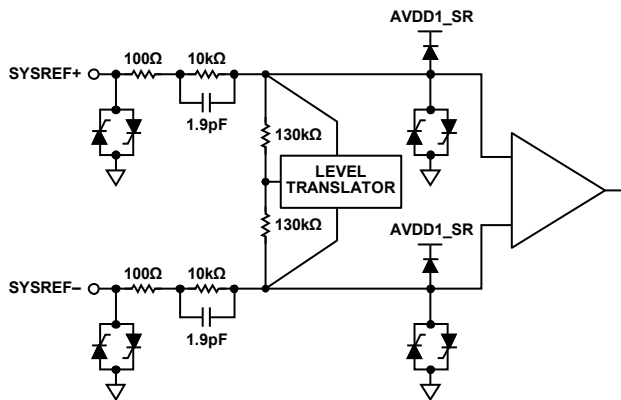 AVDD1_SR
100Ω
10kΩ
SYSREF+
1.9pF
130kΩ
LEVEL
TRANSLATOR
130kΩ
AVDD1_SR
100Ω
10kΩ
SYSREF–
1.9pF